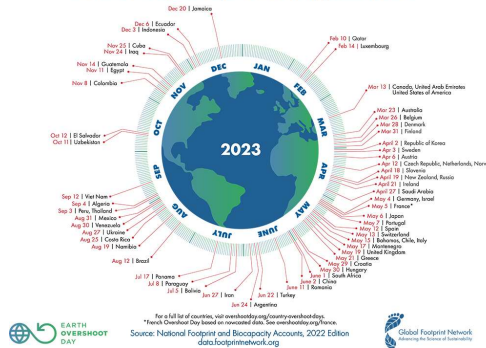 Dec 20 | Jamaica
Dec 6 | Ecuador
Dec 3 | Indonesia
Nov 25 | Cuba
Nov 24 | Iraq
Nov 14 | Guatemala
Nov 11 | Egypt
Nov 8 | Colombia
Oct 12 | El Salvador
Oct 11 | Uzbekistan
Sep 12 | Viet Nam
Sep 4 | Algeria
Sep 3 | Peru, Thailand
Aug 31 | Mexico
Aug 30 | Venezuela
Aug 27 | Ukraine
Aug 25 | Costa Rica
Aug 19 | Namibia
Aug 12 | Brazil
Jul 17 | Panama
Jul 8 | Paraguay
Jul 5 | Bolivia
Jun 27 | Iran
Jun 24 | Argentina
Jun 22 | Turkey
Feb 10 | Qatar
Feb 14 | Luxembourg
Mar 13 | Canada, United Arab Emirates
United States of America
Mar 23 | Australia
Mar 26 | Belgium
Mar 28 | Denmark
Mar 31 | Finland
April 2 | Republic of Korea
Apr 3 | Sweden
Apr 6 | Austria
Apr 12 | Czech Republic, Netherlands, Norw
April 18 | Slovenia
April 19 | New Zealand, Russia
April 21 | Ireland
April 27 | Saudi Arabia
May 4 | Germany, Israel
May 5 | France*
May 6 | Japan
May 7 | Portugal
May 12 | Spain
May 13 | Switzerland
May 15 | Bahamas, Chile, Italy
May 17 | Montenegro
May 19 | United Kingdom
May 21 | Greece
May 29 | Croatia
May 30 | Hungary
June 1 | South Africa
June 2 | China
June 11 | Romania
DEC
JAN
FEB
MAR
APR
MAY
JUNE
JULY
AUG
SEP
OCT
NOV
2023
For a full list of countries, visit overshootday.org/country-overshoot-days.
*French Overshoot Day based on nowcasted data. See overshootday.org/france.
Source: National Footprint and Biocapacity Accounts, 2022 Edition
data.footprintnetwork.org
EARTH
OVERSHOOT
DAY
Global Footprint Network
Advancing the Science of Sustainability